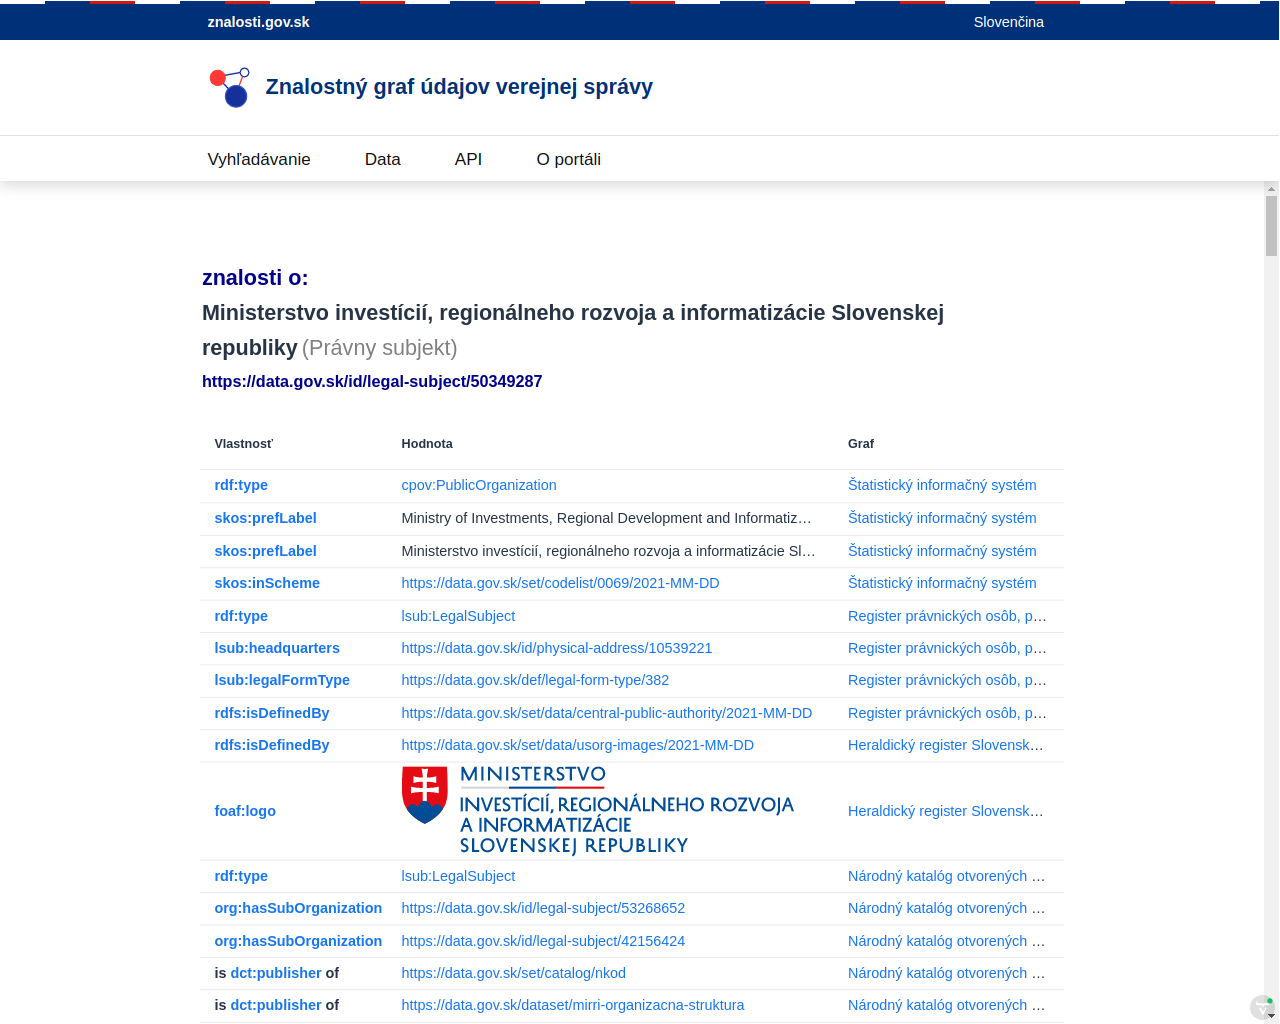 znalosti.gov.sk Slovenčina
Znalostný graf údajov verejnej správy
Vyhľadávanie Data API O portáli
znalosti o:
Ministerstvo investícií, regionálneho rozvoja a informatizácie Slovenskej
republiky (Právny subjekt)
https://data.gov.sk/id/legal-subject/50349287
Vlastnosť Hodnota Graf
rdf:type cpov:PublicOrganization Štatistický informačný systém
skos:prefLabel Ministry of Investments, Regional Development and Informatiz… Štatistický informačný systém
skos:prefLabel Ministerstvo investícií, regionálneho rozvoja a informatizácie Sl… Štatistický informačný systém
skos:inScheme https://data.gov.sk/set/codelist/0069/2021-MM-DD Štatistický informačný systém
rdf:type lsub:LegalSubject Register právnických osôb, p…
lsub:headquarters https://data.gov.sk/id/physical-address/10539221 Register právnických osôb, p…
lsub:legalFormType https://data.gov.sk/def/legal-form-type/382 Register právnických osôb, p…
rdfs:isDefinedBy https://data.gov.sk/set/data/central-public-authority/2021-MM-DD Register právnických osôb, p…
rdfs:isDefinedBy https://data.gov.sk/set/data/usorg-images/2021-MM-DD Heraldický register Slovensk…
MINISTERSTVO
INVESTÍCIÍ, REGIONÁLNEHO ROZVOJA
foaf:logo Heraldický register Slovensk…
A INFORMATIZÁCIE
SLOVENSKEJ REPUBLIKY
rdf:type lsub:LegalSubject Národný katalóg otvorených …
org:hasSubOrganization https://data.gov.sk/id/legal-subject/53268652 Národný katalóg otvorených …
org:hasSubOrganization https://data.gov.sk/id/legal-subject/42156424 Národný katalóg otvorených …
is dct:publisher of https://data.gov.sk/set/catalog/nkod Národný katalóg otvorených …
is dct:publisher of https://data.gov.sk/dataset/mirri-organizacna-struktura Národný katalóg otvorených …